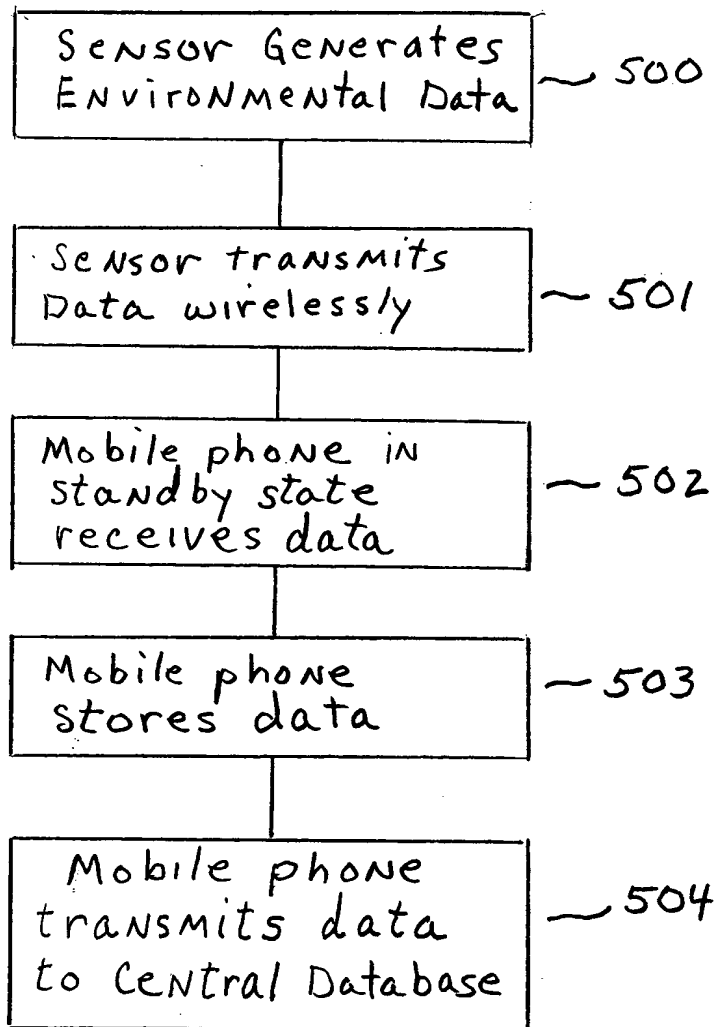 Sensor Generates
Environmental Data
500
Sensor transmits
Data wirelessly
501
Mobile phone in
standby state
receives data
502
Mobile phone
stores data
503
Mobile phone
transmits data
to Central Database
504